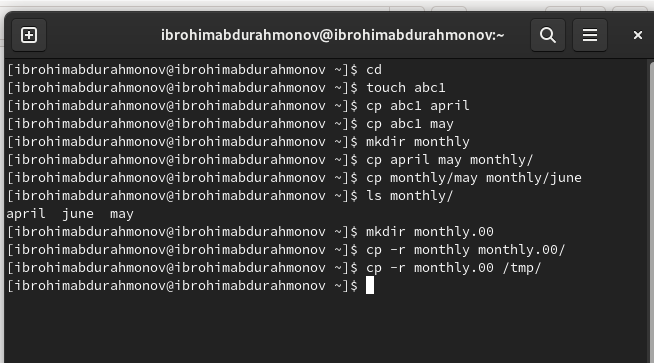 ibrohimabdurahmonov@ibrohimabdurahmonov:~
[ibrohimabdurahmonov@ibrohimabdurahmonov ~]$ cd
[ibrohimabdurahmonov@ibrohimabdurahmonov ~]$ touch abc1
[ibrohimabdurahmonov@ibrohimabdurahmonov ~]$ cp abc1 april
[ibrohimabdurahmonov@ibrohimabdurahmonov ~]$ cp abc1 may
[ibrohimabdurahmonov@ibrohimabdurahmonov ~]$ mkdir monthly
[ibrohimabdurahmonov@ibrohimabdurahmonov ~]$ cp april may monthly/
[ibrohimabdurahmonov@ibrohimabdurahmonov ~]$ cp monthly/may monthly/june
[ibrohimabdurahmonov@ibrohimabdurahmonov ~]$ ls monthly/
april  june  may
[ibrohimabdurahmonov@ibrohimabdurahmonov ~]$ mkdir monthly.00
[ibrohimabdurahmonov@ibrohimabdurahmonov ~]$ cp -r monthly monthly.00/
[ibrohimabdurahmonov@ibrohimabdurahmonov ~]$ cp -r monthly.00 /tmp/
[ibrohimabdurahmonov@ibrohimabdurahmonov ~]$